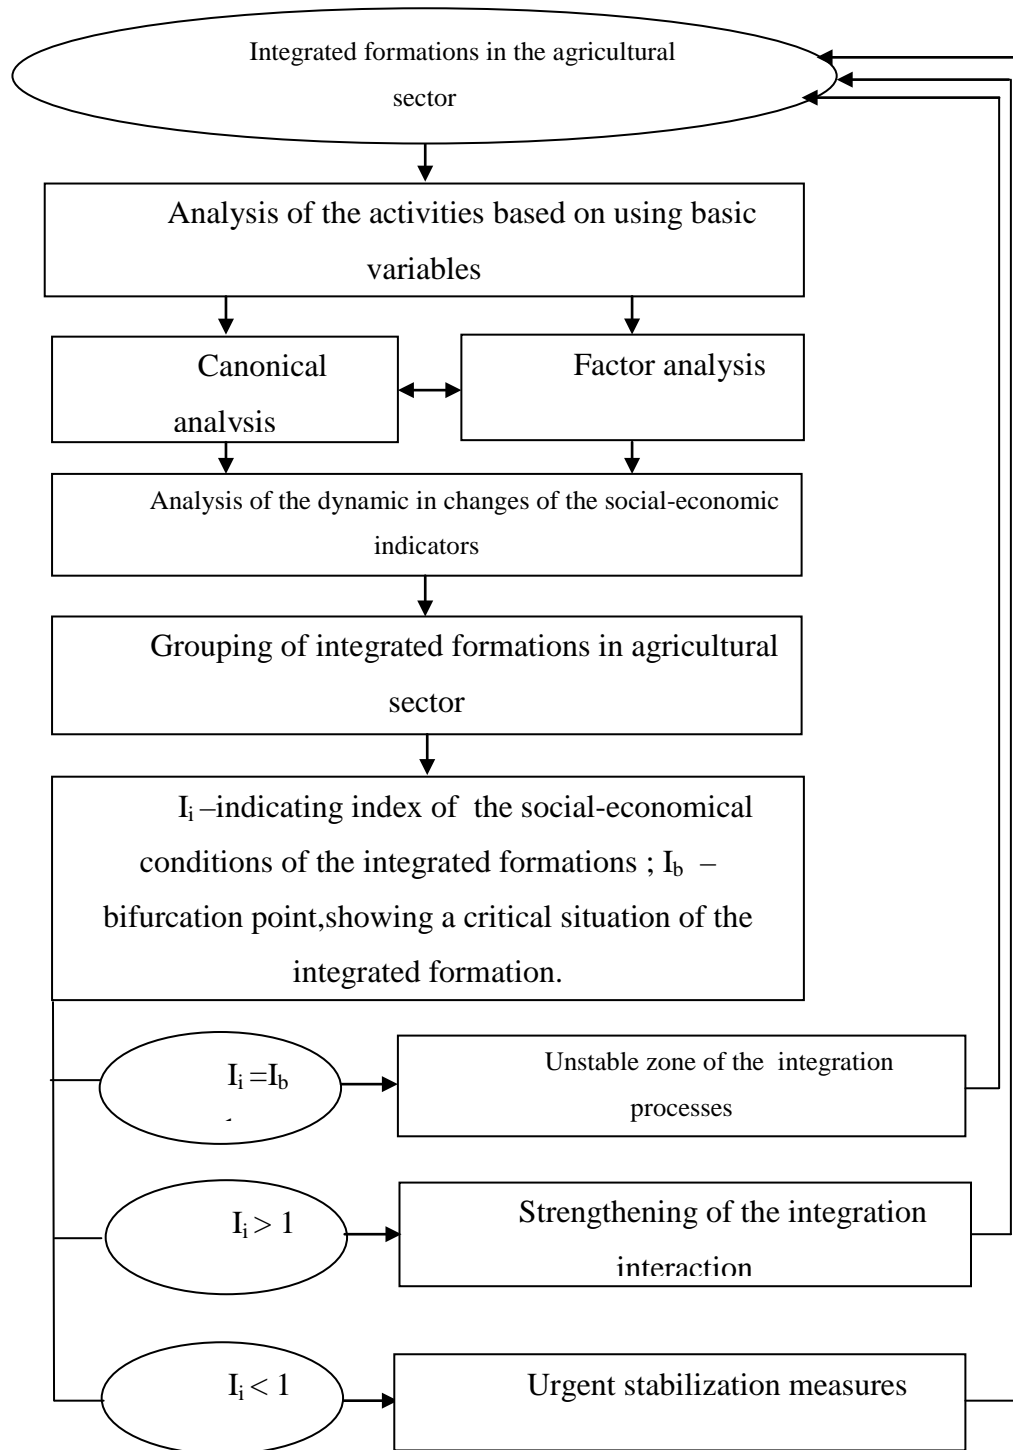 Integrated formations in the agricultural
sector
Analysis of the activities based on using basic
variables
Canonical
analysis
Factor analysis
Analysis of the dynamic in changes of the social-economic
indicators
Grouping of integrated formations in agricultural
sector
Iᵢ –indicating index of the social-economical
conditions of the integrated formations ; I_b –
bifurcation point,showing a critical situation of the
integrated formation.
Iᵢ =I_b
Unstable zone of the integration
processes
Iᵢ > 1
Strengthening of the integration
interaction
Iᵢ < 1
Urgent stabilization measures